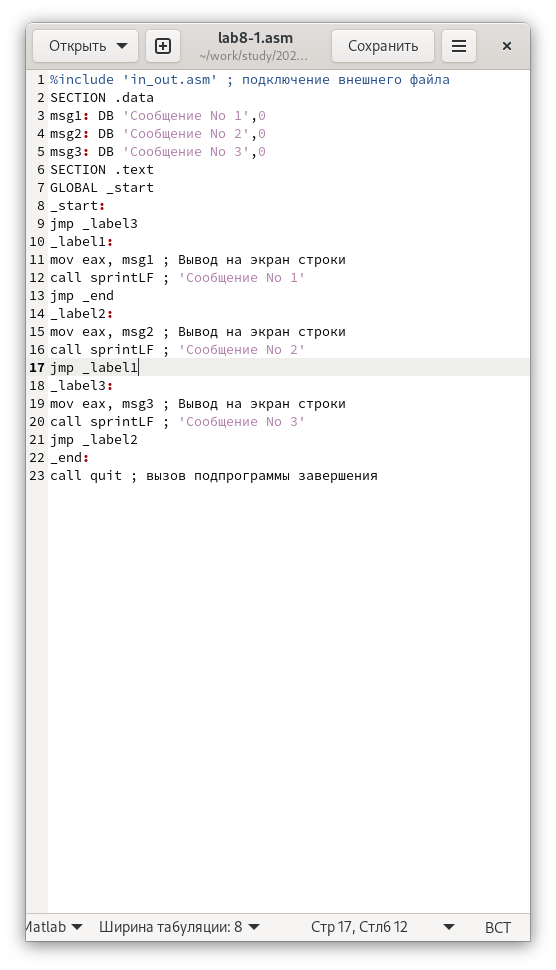 Открыть
lab8-1.asm
~/work/study/202…
Сохранить
1 %include 'in_out.asm' ; подключение внешнего файла
2 SECTION .data
3 msg1: DB 'Сообщение No 1',0
4 msg2: DB 'Сообщение No 2',0
5 msg3: DB 'Сообщение No 3',0
6 SECTION .text
7 GLOBAL _start
8 _start:
9 jmp _label3
10 _label1:
11 mov eax, msg1 ; Вывод на экран строки
12 call sprintLF ; 'Сообщение No 1'
13 jmp _end
14 _label2:
15 mov eax, msg2 ; Вывод на экран строки
16 call sprintLF ; 'Сообщение No 2'
17 jmp _label1
18 _label3:
19 mov eax, msg3 ; Вывод на экран строки
20 call sprintLF ; 'Сообщение No 3'
21 jmp _label2
22 _end:
23 call quit ; вызов подпрограммы завершения
Matlab Ширина табуляции: 8 Стр 17, Стлб 12 ВСТ